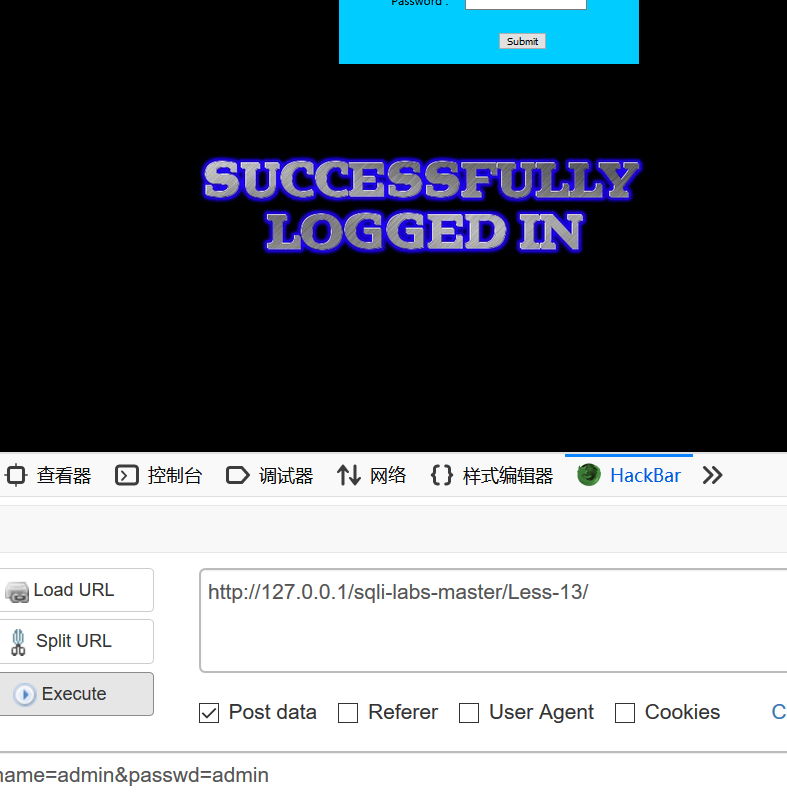 Password :
Submit
SUCCESSFULLY
LOGGED IN
查看器 控制台 调试器 网络 样式编辑器 HackBar
Load URL
http://127.0.0.1/sqli-labs-master/Less-13/
Split URL
Execute
Post data Referer User Agent Cookies C
name=admin&passwd=admin